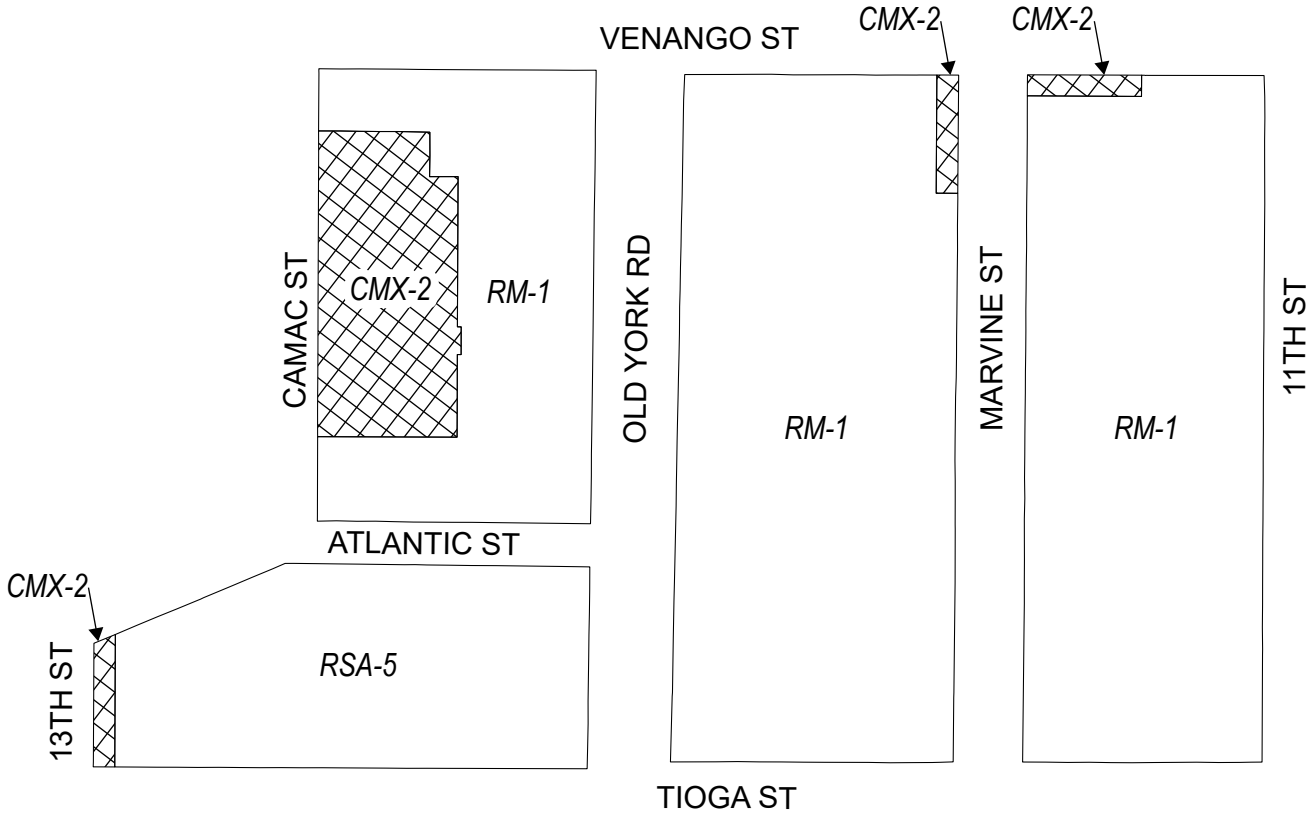 CMX-2
CMX-2
VENANGO ST
CAMAC ST
CMX-2
RM-1
OLD YORK RD
RM-1
MARVINE ST
RM-1
11TH ST
ATLANTIC ST
CMX-2
13TH ST
RSA-5
TIOGA ST